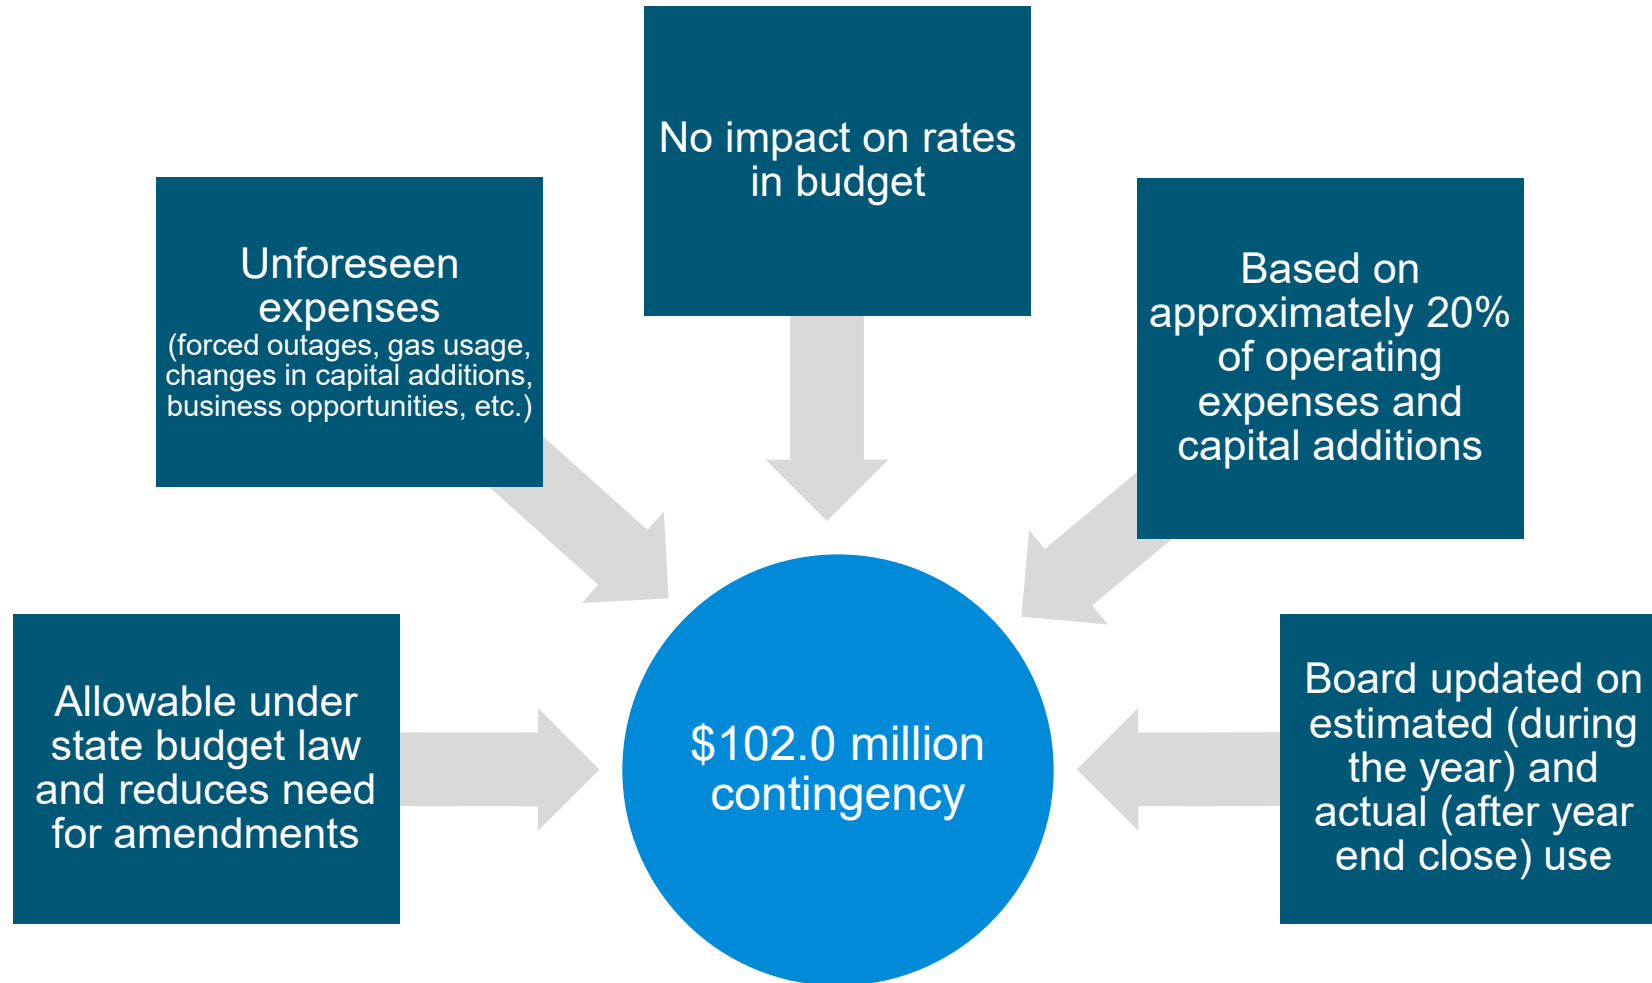 No impact on rates
in budget
Unforeseen
expenses
(forced outages, gas usage,
changes in capital additions,
business opportunities, etc.)
Based on
approximately 20%
of operating
expenses and
capital additions
Allowable under
state budget law
and reduces need
for amendments
$102.0 million
contingency
Board updated on
estimated (during
the year) and
actual (after year
end close) use